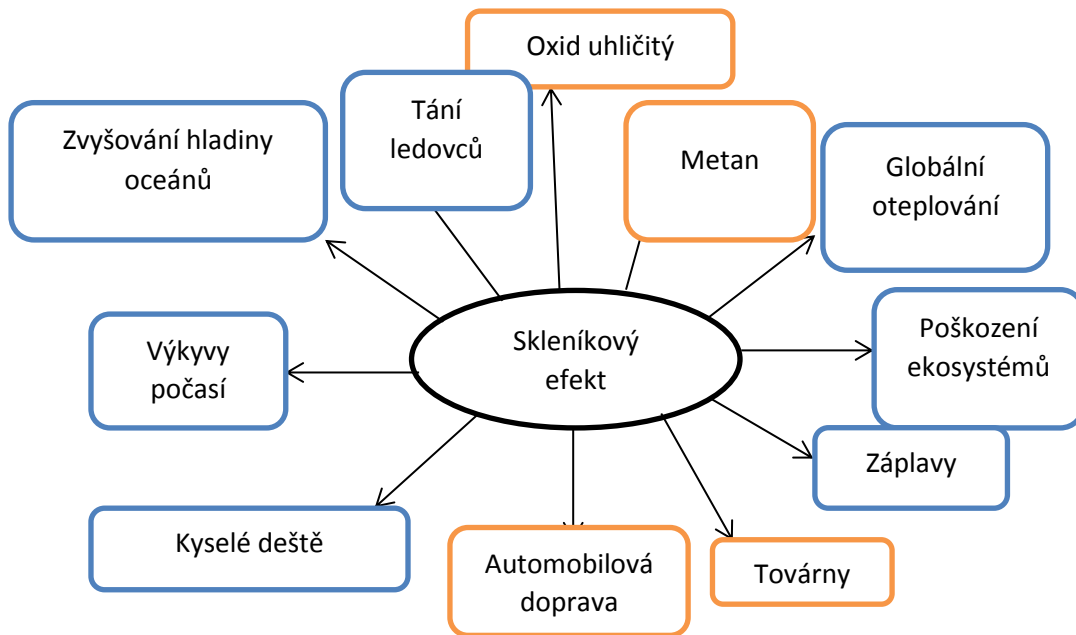 Oxid uhličitý
Tání
ledovců
Zvyšování hladiny
oceánů
Metan
Globální
oteplování
Skleníkový
efekt
Poškození
ekosystémů
Výkyvy
počasí
Záplavy
Kyselé deště
Automobilová
doprava
Továrny